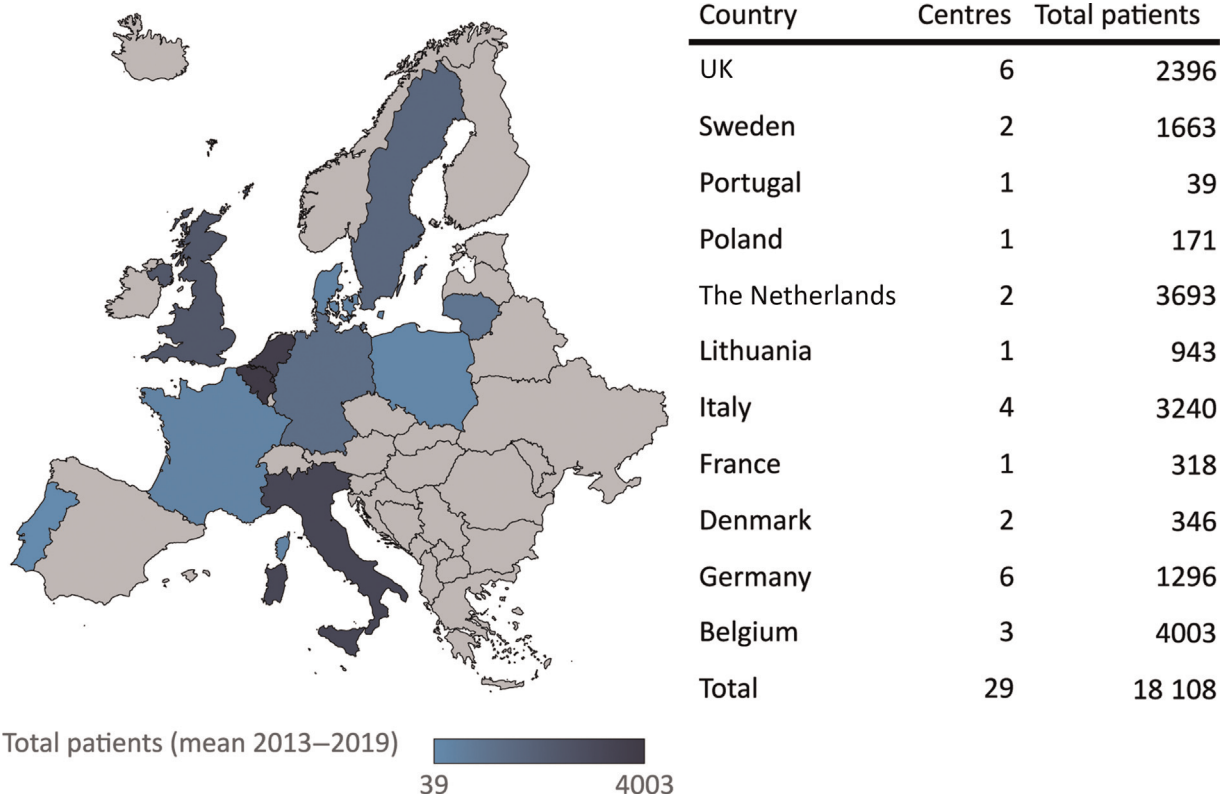 Country Centres Total patients
UK 6 2396
Sweden 2 1663
Portugal 1 39
Poland 1 171
The Netherlands 2 3693
Lithuania 1 943
Italy 4 3240
France 1 318
Denmark 2 346
Germany 6 1296
Belgium 3 4003
Total 29 18 108
Total patients (mean 2013–2019)
39 4003